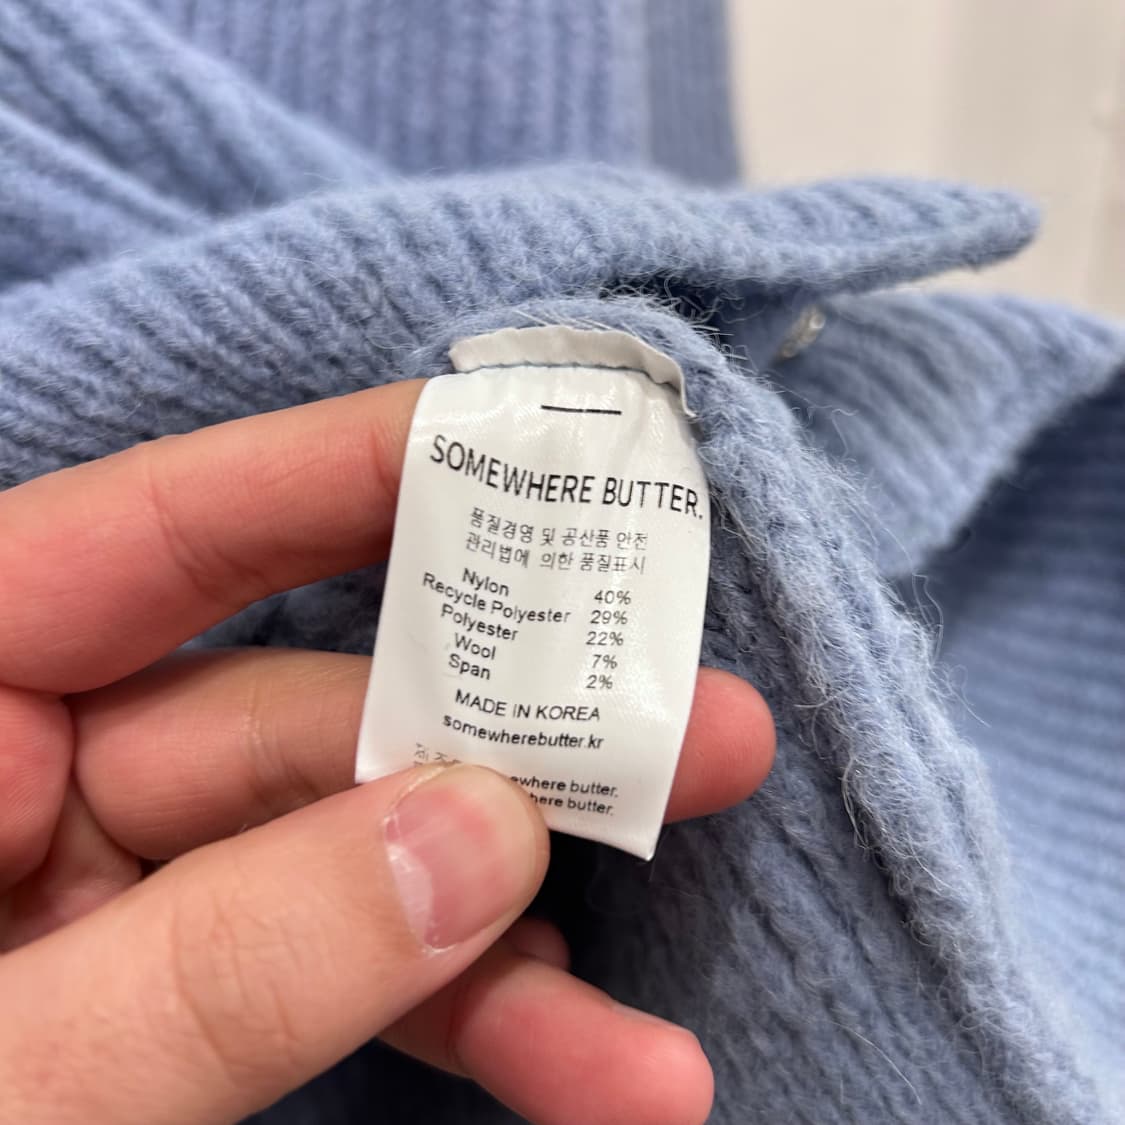 SOMEWHERE BUTTER.
품질경영 및 공산품 안전
관리법에 의한 품질표시
Nylon 40%
Recycle Polyester 29%
Polyester 22%
Wool 7%
Span 2%
MADE IN KOREA
somewherebutter.kr
butter.
butter.